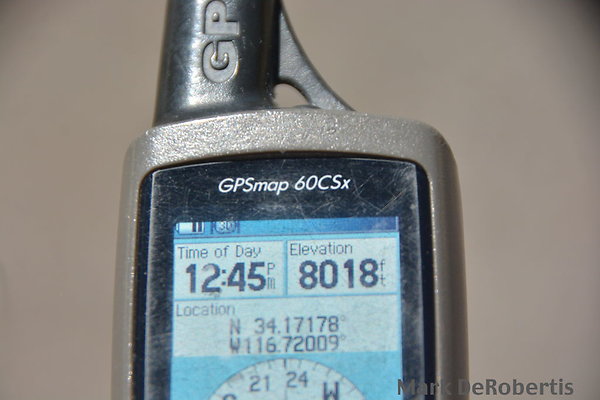 GP
GPSmap 60CSx
3D
Time of Day Elevation
12:45 Pm 8018 ft
Location
N 34.17178°
W116.72009°
21 24 W
Mark DeRobertis